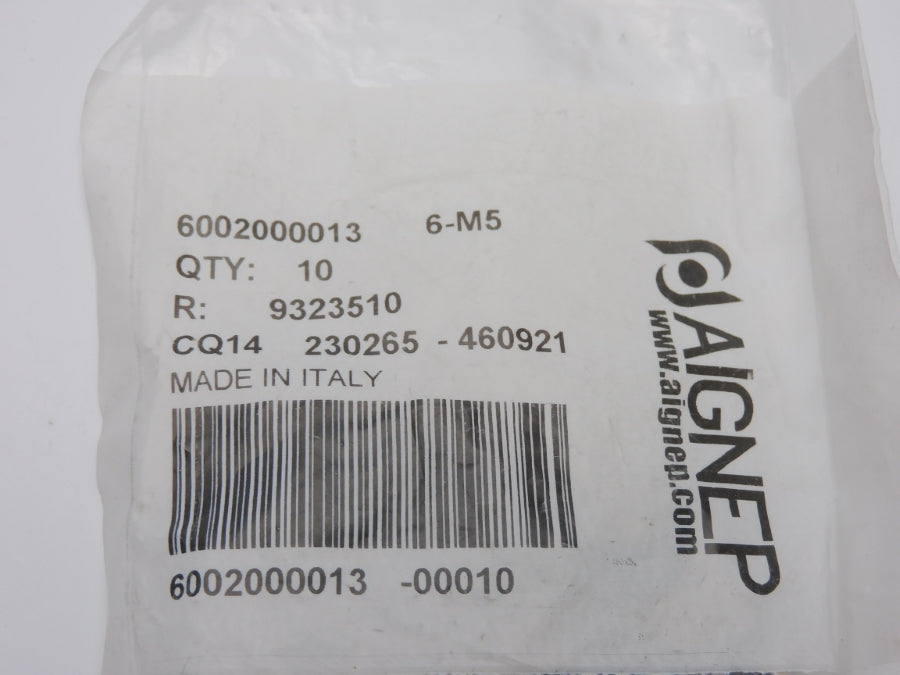 6002000013 6-M5
QTY: 10
R: 9323510
CQ14 230265 - 460921
MADE IN ITALY
6002000013 -00010
AIGNEP
www.aignep.com